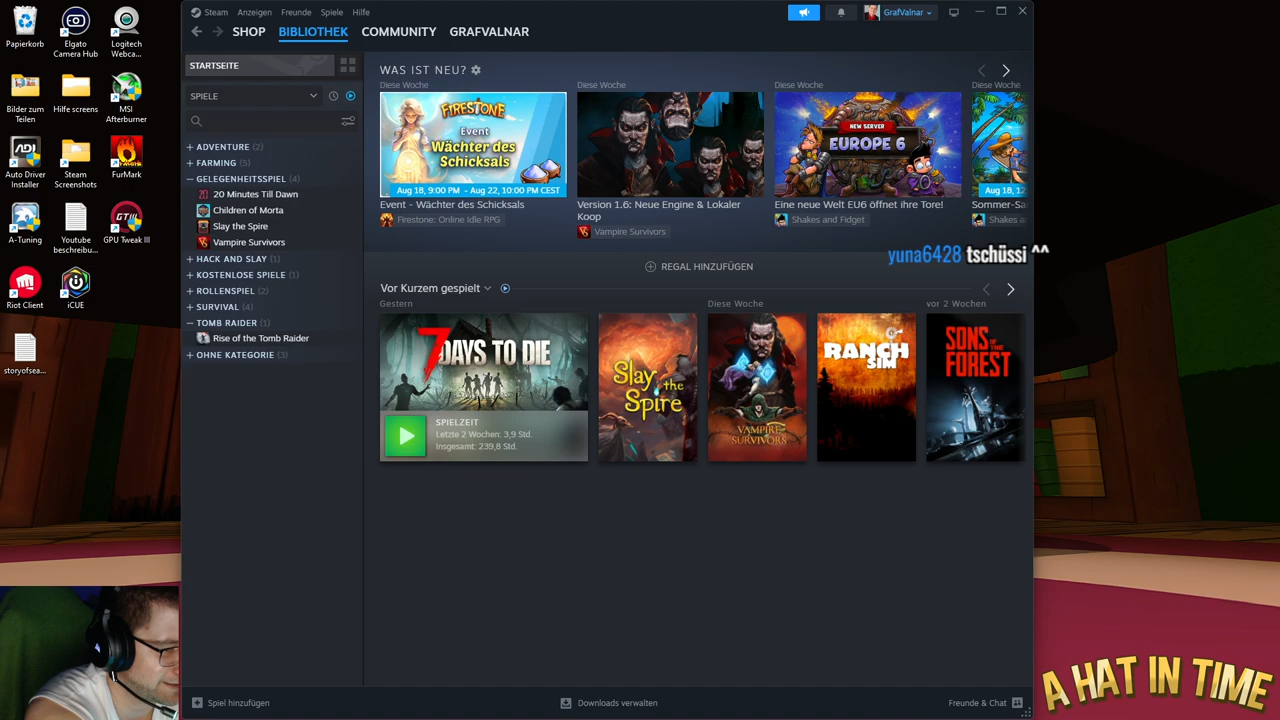 Papierkorb
Elgato Camera Hub
Logitech Webca...
Bilder zum Teilen
Hilfe screens
MSI Afterburner
Auto Driver Installer
Steam Screenshots
FurMark
A-Tuning
Youtube beschreibu...
GPU Tweak III
Riot Client
iCUE
storyofsea...
Steam Anzeigen Freunde Spiele Hilfe
GrafValnar
SHOP BIBLIOTHEK COMMUNITY GRAFVALNAR
STARTSEITE
SPIELE
+ ADVENTURE (2)
+ FARMING (5)
− GELEGENHEITSSPIEL (4)
20 Minutes Till Dawn
Children of Morta
Slay the Spire
Vampire Survivors
+ HACK AND SLAY (1)
+ KOSTENLOSE SPIELE (1)
+ ROLLENSPIEL (2)
+ SURVIVAL (4)
− TOMB RAIDER (1)
Rise of the Tomb Raider
+ OHNE KATEGORIE (3)
WAS IST NEU?
Diese Woche
FIRESTONE
Event
Wächter des
Schicksals
Aug 18, 9:00 PM - Aug 22, 10:00 PM CEST
Event - Wächter des Schicksals
Firestone: Online Idle RPG
Diese Woche
Version 1.6: Neue Engine & Lokaler
Koop
Vampire Survivors
Diese Woche
NEW SERVER
EUROPE 6
Eine neue Welt EU6 öffnet ihre Tore!
Shakes and Fidget
Diese Woche
Aug 18, 12
Sommer-Sa
Shakes an
yuna6428 tschüssi ^^
REGAL HINZUFÜGEN
Vor Kurzem gespielt
Gestern
Diese Woche
vor 2 Wochen
7 DAYS TO DIE
SPIELZEIT
Letzte 2 Wochen: 3,9 Std.
Insgesamt: 239,8 Std.
Slay the Spire
VAMPIRE SURVIVORS
RANCH SIM
SONS OF THE FOREST
Spiel hinzufügen
Downloads verwalten
Freunde & Chat
A HAT IN TIME